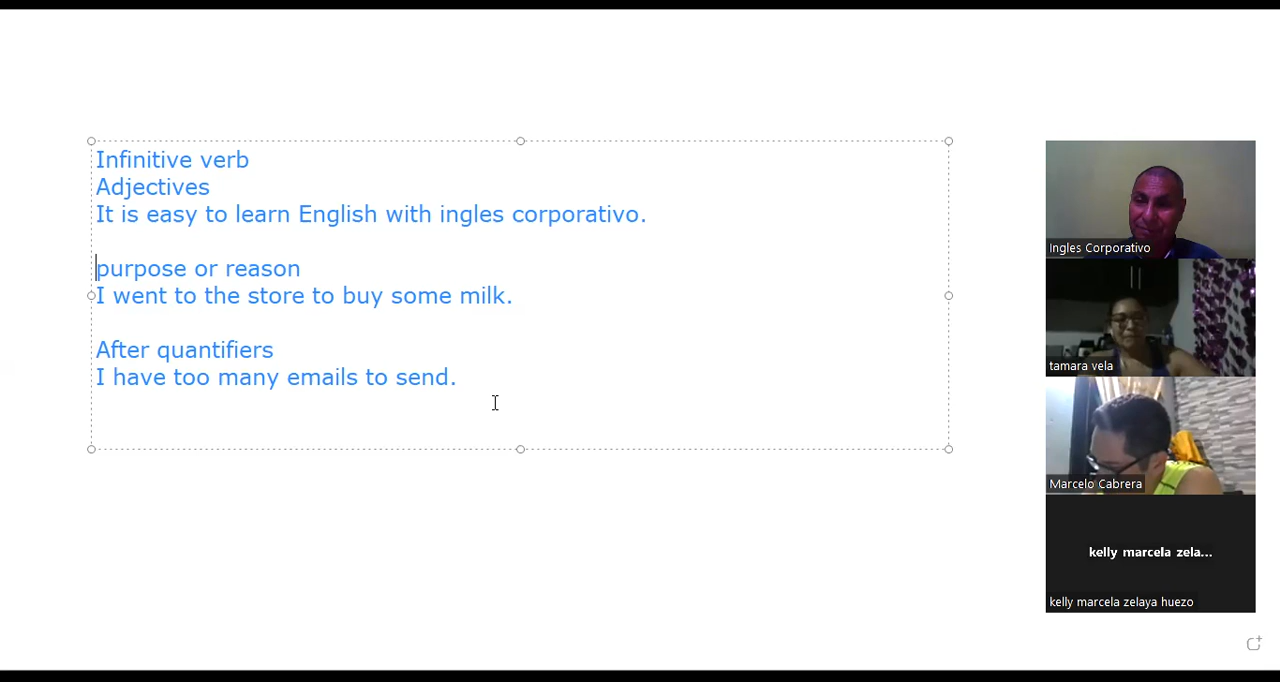 Infinitive verb
Adjectives
It is easy to learn English with ingles corporativo.
purpose or reason
I went to the store to buy some milk.
After quantifiers
I have too many emails to send.
Ingles Corporativo
tamara vela
Marcelo Cabrera
kelly marcela zela...
kelly marcela zelaya huezo